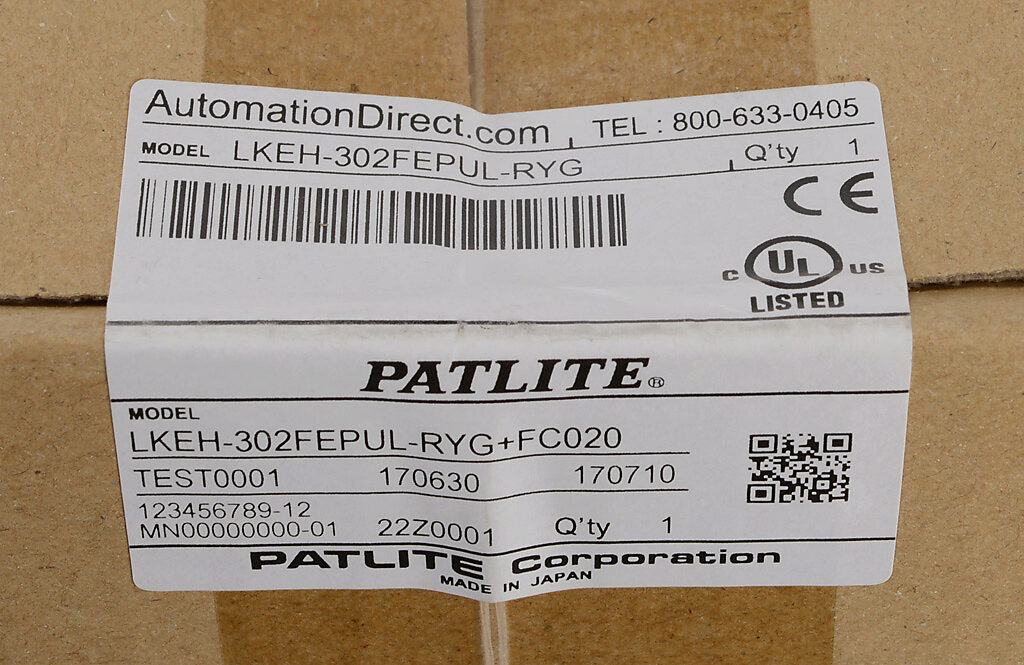 AutomationDirect.com TEL : 800-633-0405
MODEL LKEH-302FEPUL-RYG Q'ty 1
CE
C UL US
LISTED
PATLITE®
MODEL
LKEH-302FEPUL-RYG+FC020
TEST0001 170630 170710
123456789-12
MN00000000-01 22Z0001 Q'ty 1
PATLITE Corporation
MADE IN JAPAN